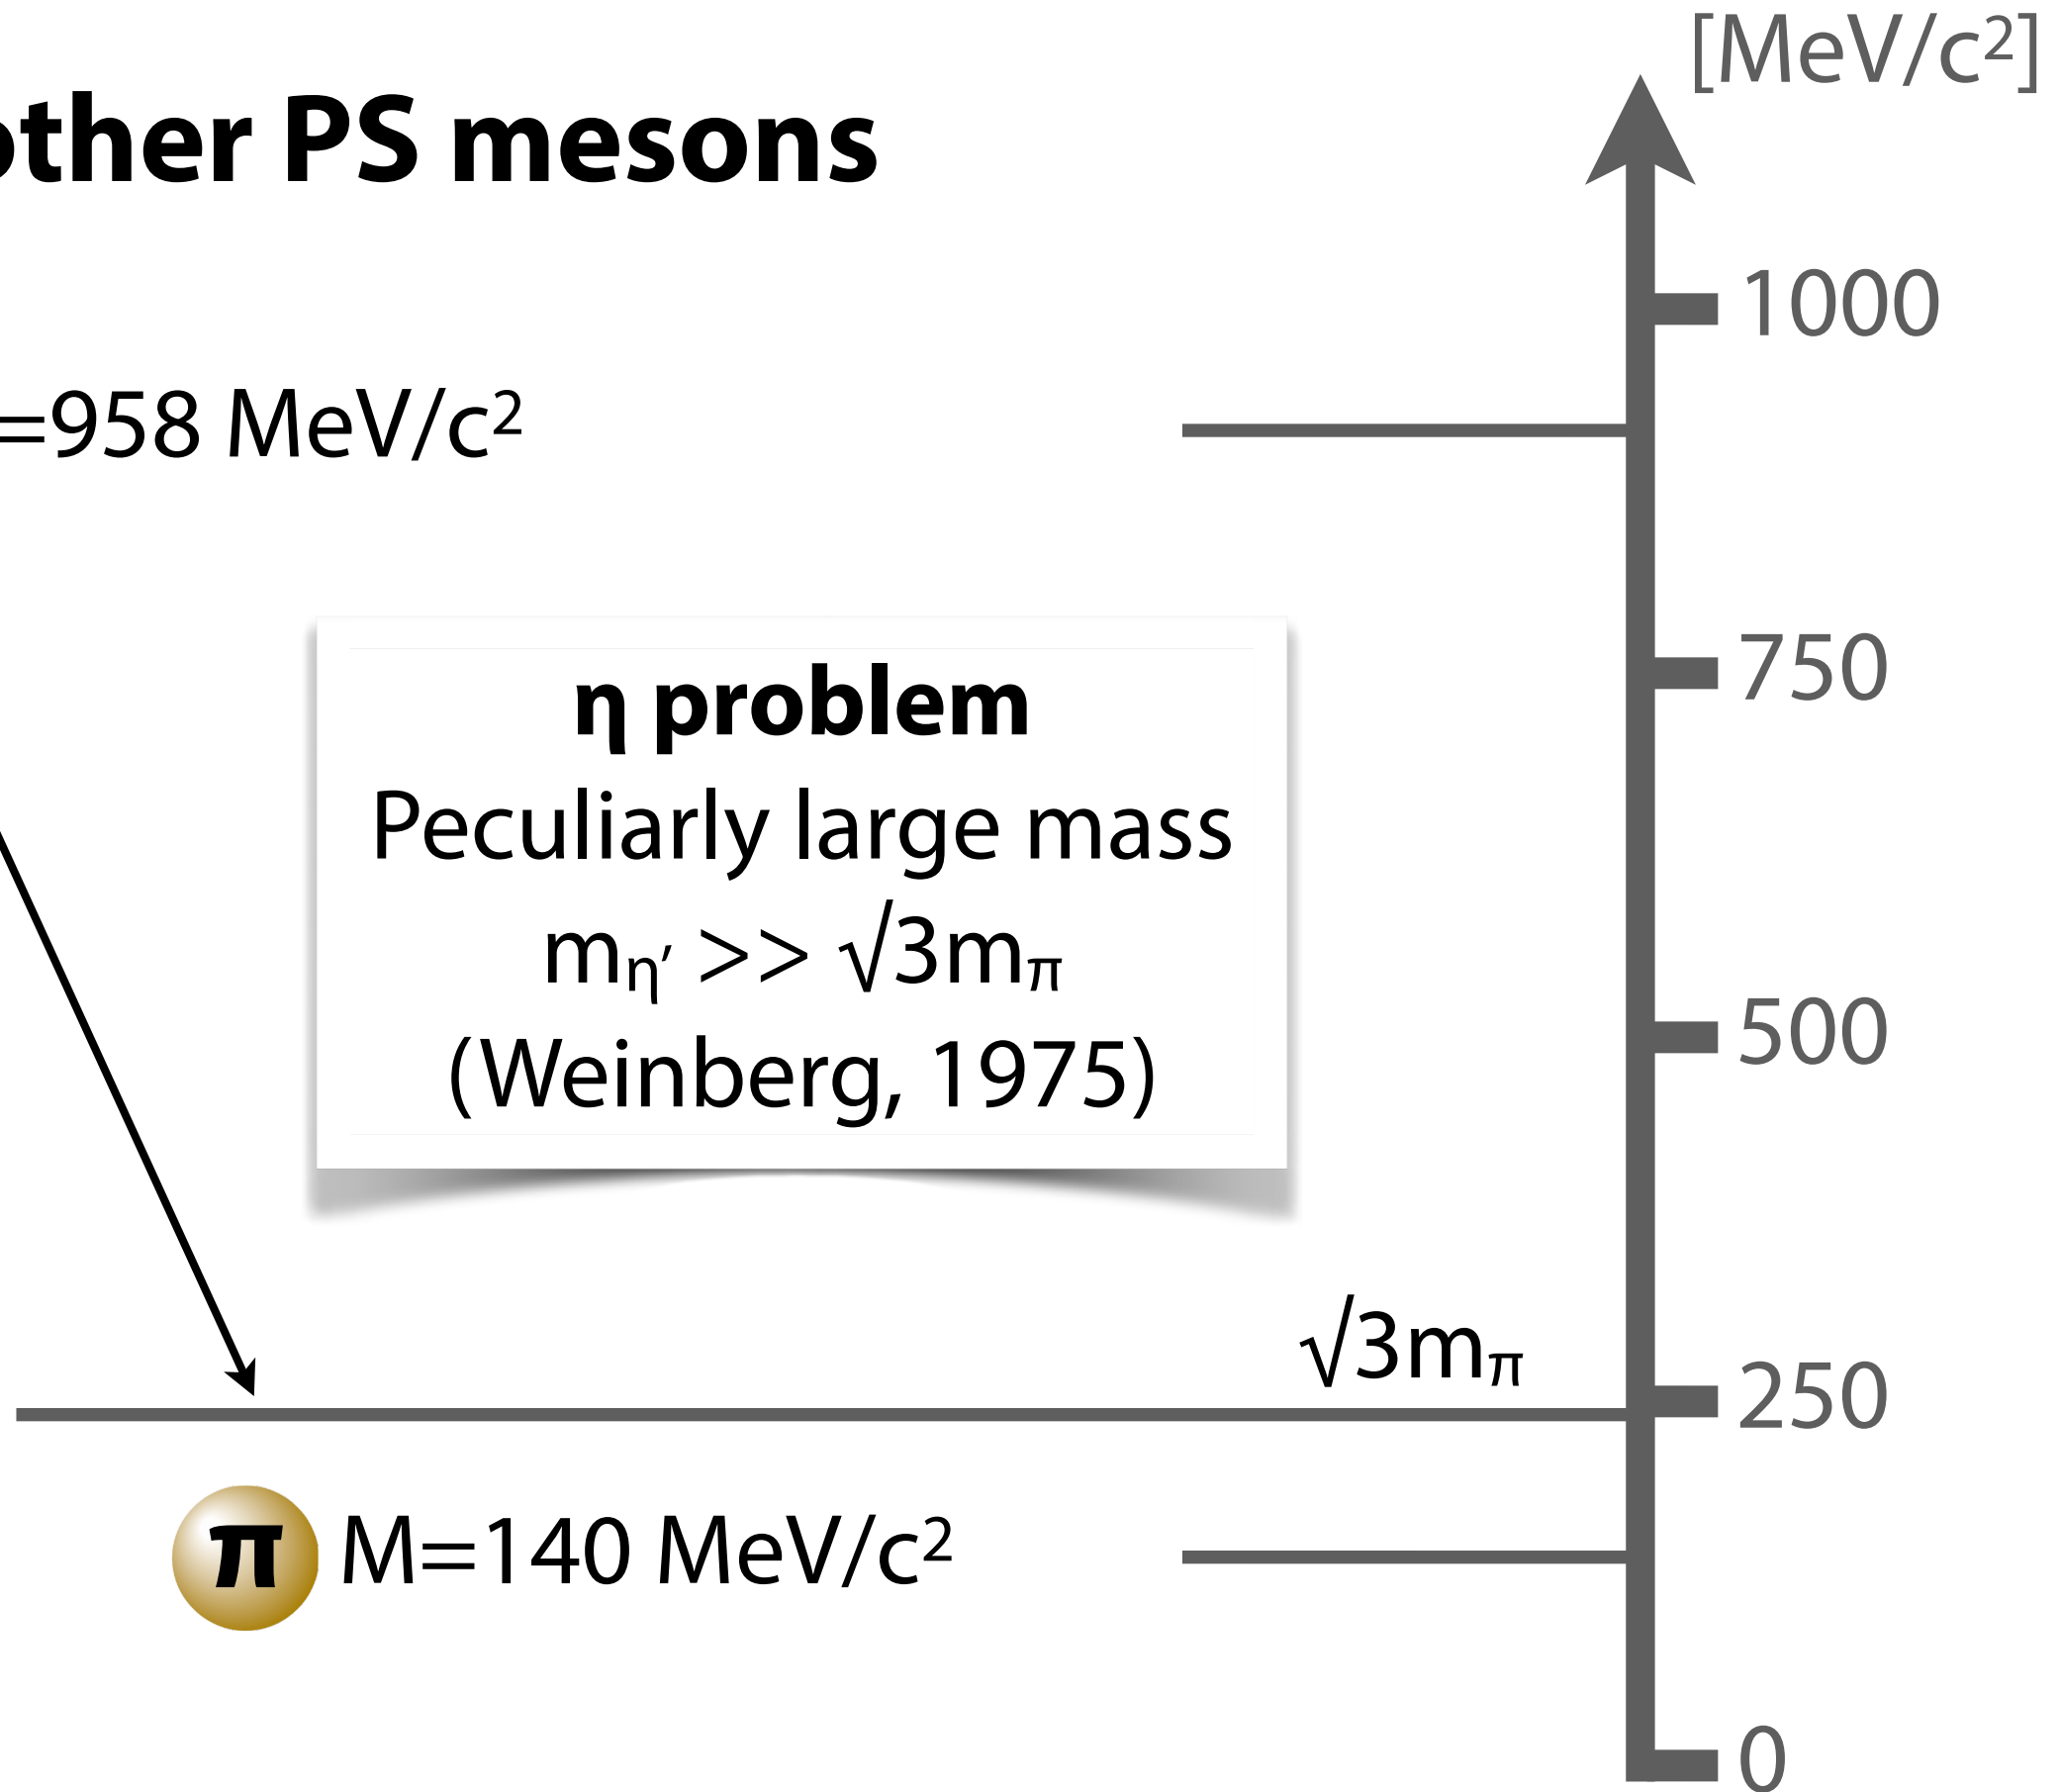 [MeV/c²]
other PS mesons
1000
=958 MeV/c²
750
η problem
Peculiarly large mass
mη′ >> √3mπ
(Weinberg, 1975)
500
√3mπ
250
π M=140 MeV/c²
0